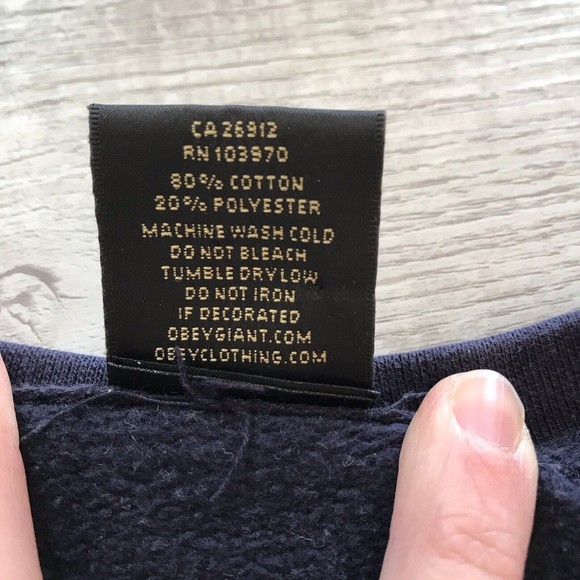 CA 26912
RN 103970
80% COTTON
20% POLYESTER
MACHINE WASH COLD
DO NOT BLEACH
TUMBLE DRY LOW
DO NOT IRON
IF DECORATED
OBEYGIANT.COM
OBEYCLOTHING.COM